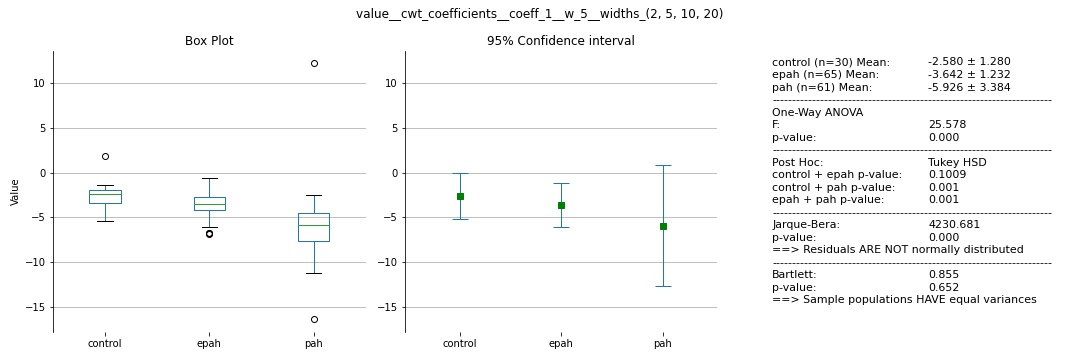 value__cwt_coefficients__coeff_1__w_5__widths_(2, 5, 10, 20)
Box Plot
Value
10
5
0
−5
−10
−15
control
epah
pah
95% Confidence interval
10
5
0
−5
−10
−15
control
epah
pah
control (n=30) Mean: -2.580 ± 1.280
epah (n=65) Mean: -3.642 ± 1.232
pah (n=61) Mean: -5.926 ± 3.384
One-Way ANOVA
F: 25.578
p-value: 0.000
Post Hoc: Tukey HSD
control + epah p-value: 0.1009
control + pah p-value: 0.001
epah + pah p-value: 0.001
Jarque-Bera: 4230.681
p-value: 0.000
==> Residuals ARE NOT normally distributed
Bartlett: 0.855
p-value: 0.652
==> Sample populations HAVE equal variances